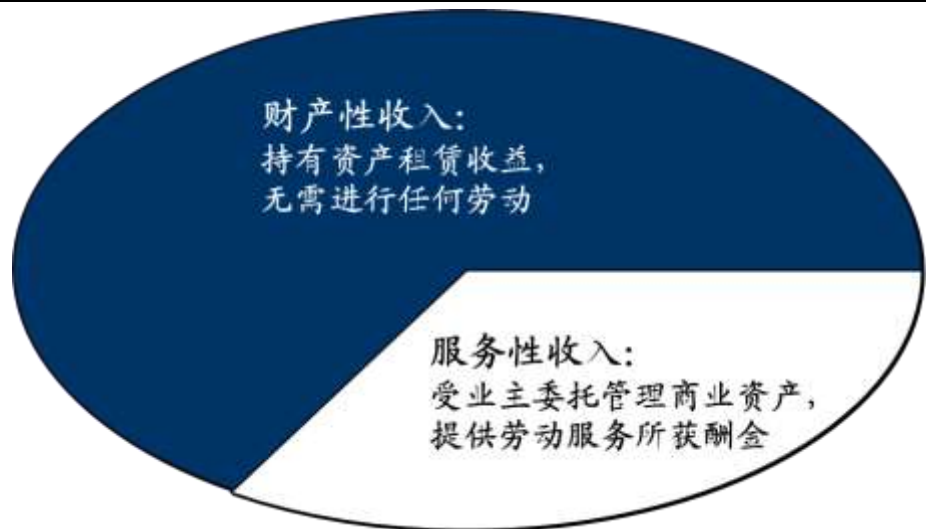 财产性收入：
持有资产租赁收益，
无需进行任何劳动
服务性收入：
受业主委托管理商业资产，
提供劳动服务所获酬金